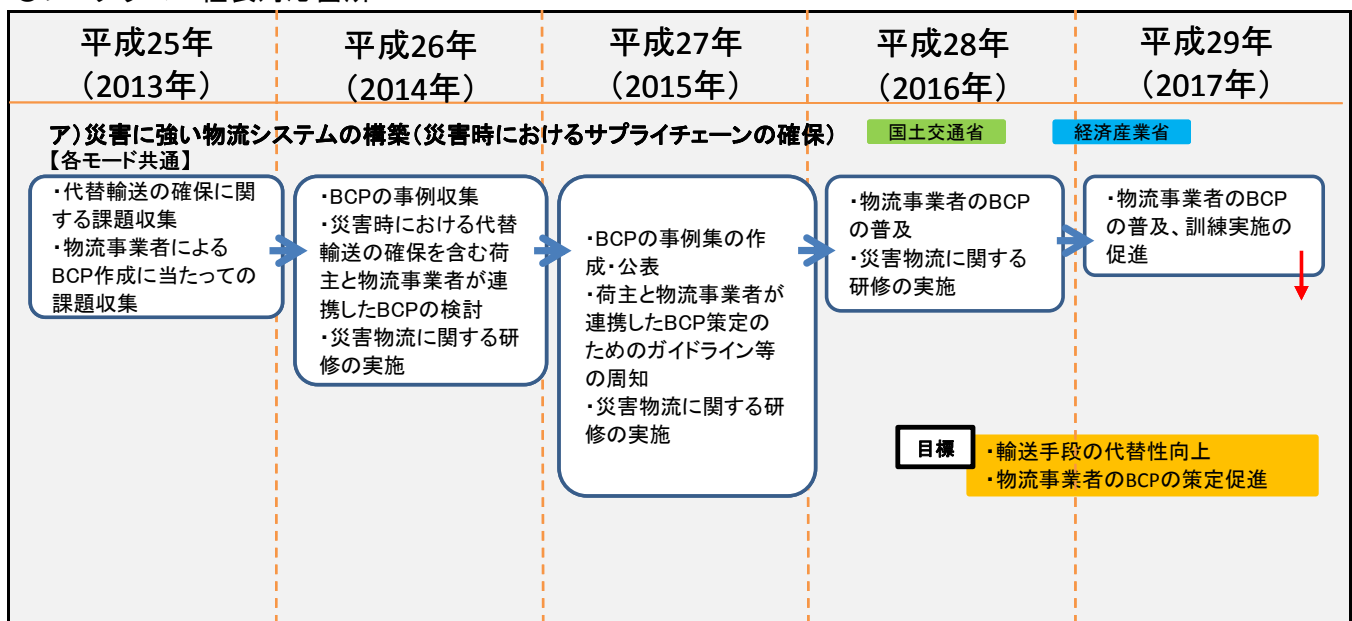 平成25年
（2013年）
平成26年
（2014年）
平成27年
（2015年）
平成28年
（2016年）
平成29年
（2017年）
ア）災害に強い物流システムの構築（災害時におけるサプライチェーンの確保）
国土交通省
経済産業省
【各モード共通】
・代替輸送の確保に関
する課題収集
・物流事業者による
BCP作成に当たっての
課題収集
・BCPの事例収集
・災害時における代替
輸送の確保を含む荷
主と物流事業者が連
携したBCPの検討
・災害物流に関する研
修の実施
・BCPの事例集の作
成・公表
・荷主と物流事業者が
連携したBCP策定の
ためのガイドライン等
の周知
・災害物流に関する研
修の実施
・物流事業者のBCP
の普及
・災害物流に関する
研修の実施
・物流事業者のBCP
の普及、訓練実施の
促進
目標
・輸送手段の代替性向上
・物流事業者のBCPの策定促進